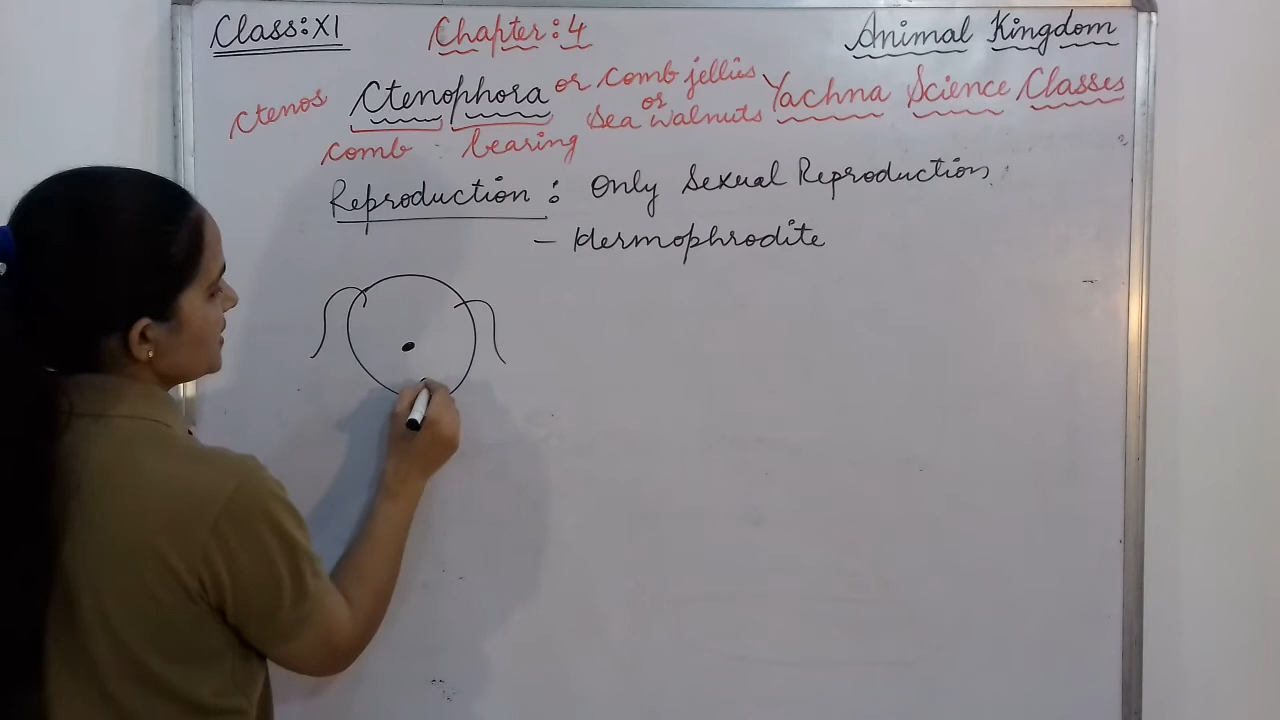 Class:XI Chapter:4 Animal Kingdom
Ctenos Ctenophora or Comb jellies Yachna Science Classes
or
Sea walnuts
comb bearing
Reproduction : Only Sexual Reproduction
- Hermophrodite